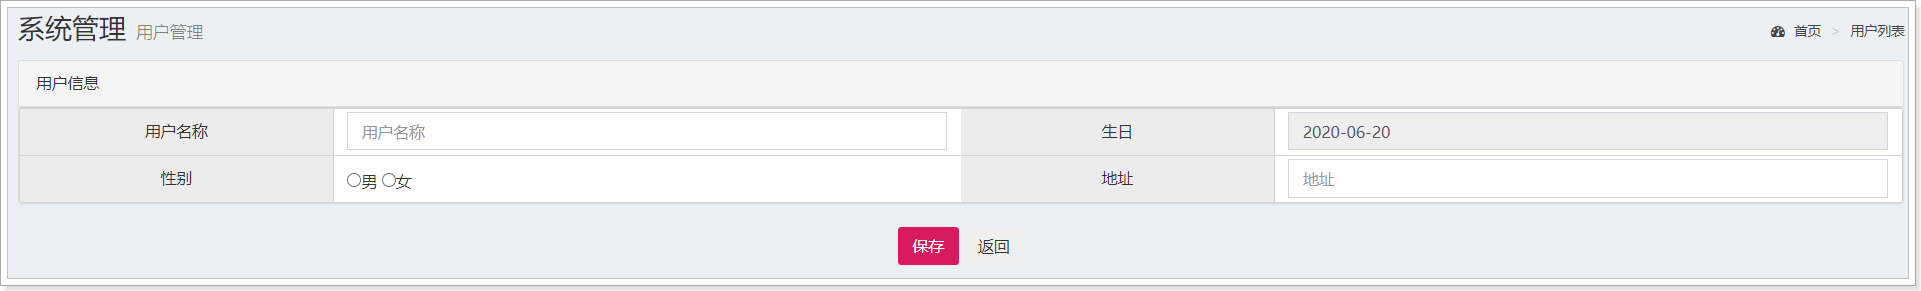 系统管理 用户管理
首页 > 用户列表
用户信息
用户名称 用户名称 生日 2020-06-20
性别 男 女 地址 地址
保存 返回